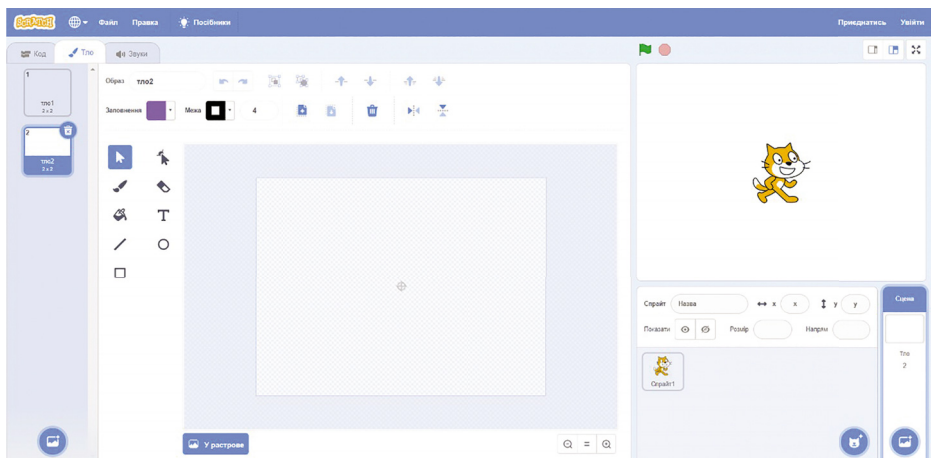 SCRATCH Файл Правка Посібники Приєднатись Увійти
Код Тло Звуки
Образ тло2
Заповнення Межа 4
1
тло1
2 x 2
2
тло2
2 x 2
T
У растрове
Спрайт Назва x x y y
Показати Розмір Напрям
Спрайт1
Сцена
Тло
2